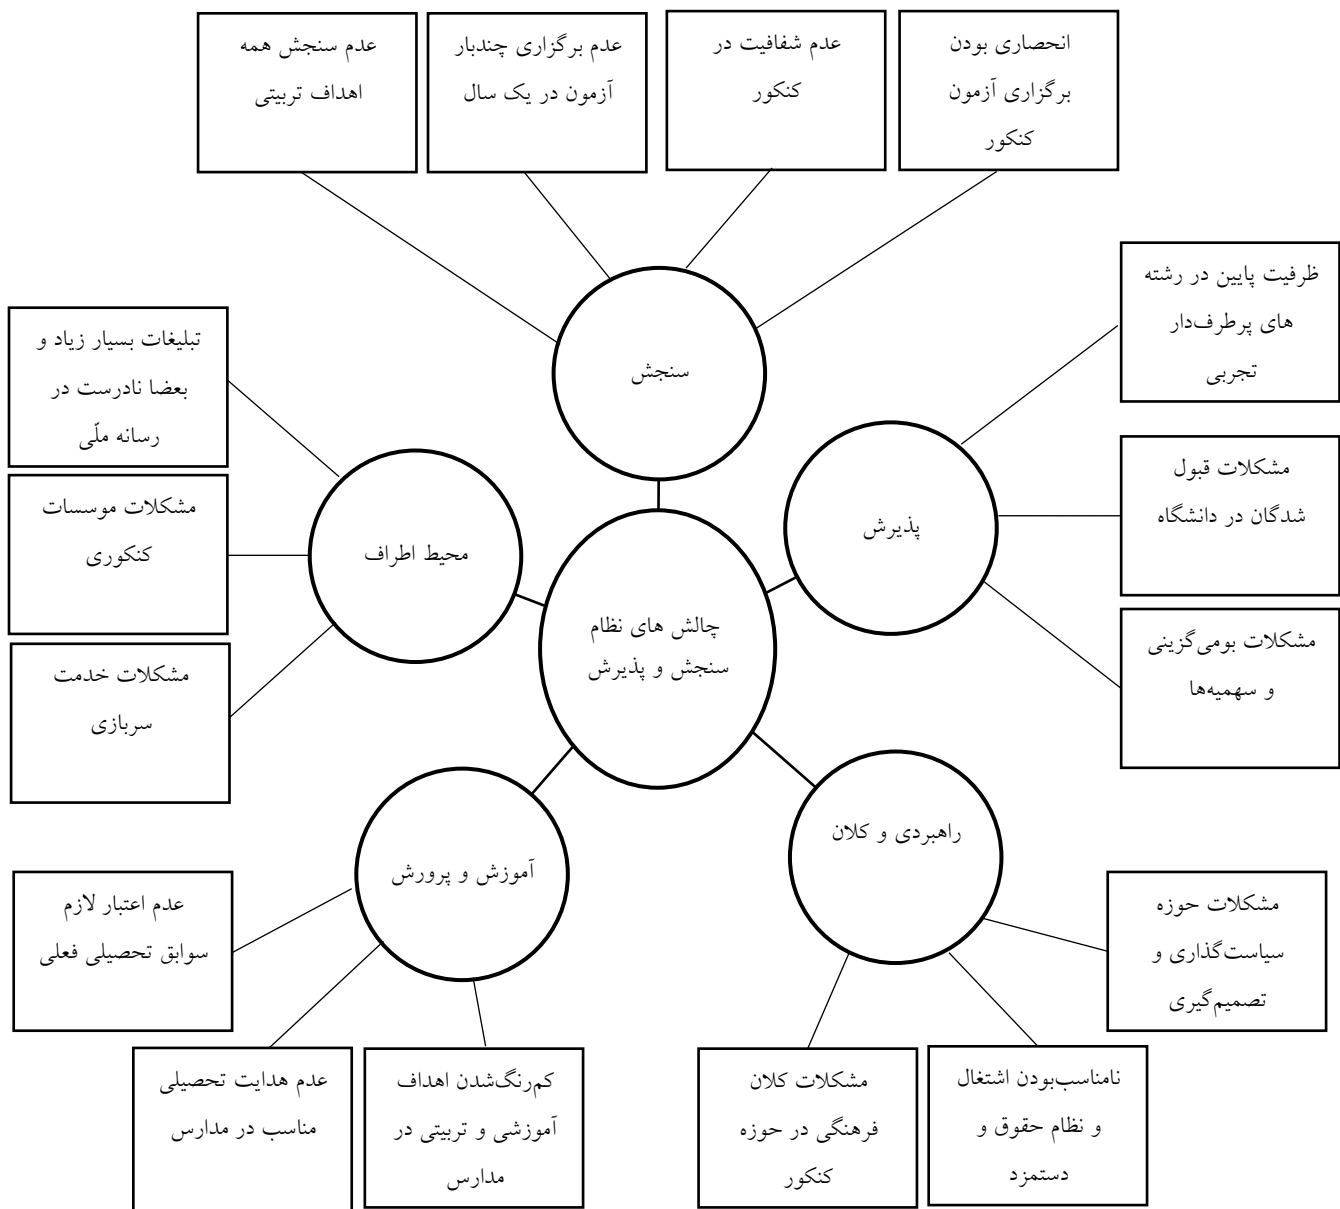 انحصاری بودن
برگزاری آزمون
کنکور
عدم شفافیت در
کنکور
عدم برگزاری چندبار
آزمون در یک سال
عدم سنجش همه
اهداف تربیتی
سنجش
ظرفیت پایین در رشته
های پرطرف‌دار
تجربی
مشکلات قبول
شدگان در دانشگاه
مشکلات بومی‌گزینی
و سهمیه‌ها
پذیرش
تبلیغات بسیار زیاد و
بعضا نادرست در
رسانه ملّی
مشکلات موسسات
کنکوری
مشکلات خدمت
سربازی
محیط اطراف
چالش های نظام
سنجش و پذیرش
راهبردی و کلان
مشکلات حوزه
سیاست‌گذاری و
تصمیم‌گیری
نامناسب‌بودن اشتغال
و نظام حقوق و
دستمزد
مشکلات کلان
فرهنگی در حوزه
کنکور
آموزش و پرورش
کم‌رنگ‌شدن اهداف
آموزشی و تربیتی در
مدارس
عدم هدایت تحصیلی
مناسب در مدارس
عدم اعتبار لازم
سوابق تحصیلی فعلی